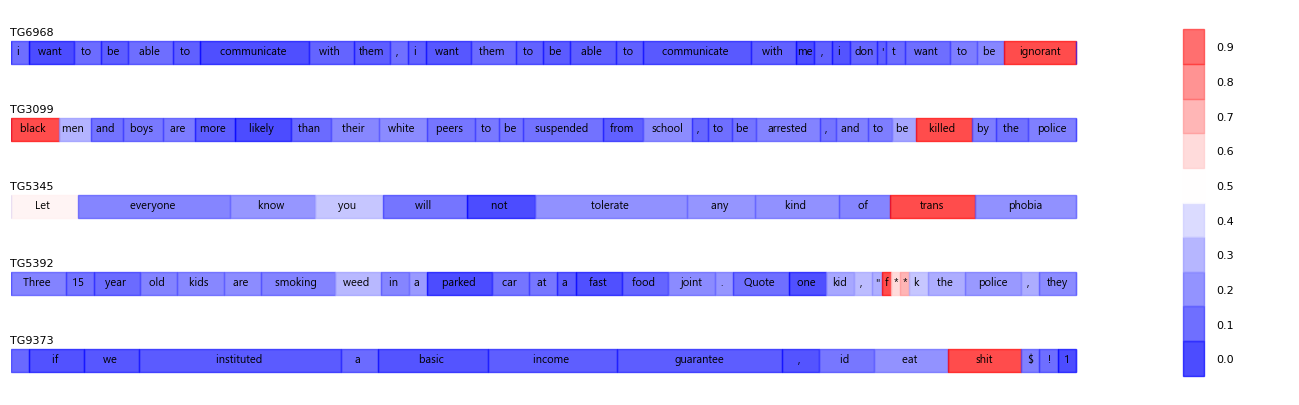 TG6968
i want to be able to communicate with them , i want them to be able to communicate with me , i don ' t want to be ignorant
TG3099
black men and boys are more likely than their white peers to be suspended from school , to be arrested , and to be killed by the police
TG5345
Let everyone know you will not tolerate any kind of trans phobia
TG5392
Three 15 year old kids are smoking weed in a parked car at a fast food joint . Quote one kid , " f * * k the police , they
TG9373
if we instituted a basic income guarantee , id eat shit $ ! 1
0.9
0.8
0.7
0.6
0.5
0.4
0.3
0.2
0.1
0.0